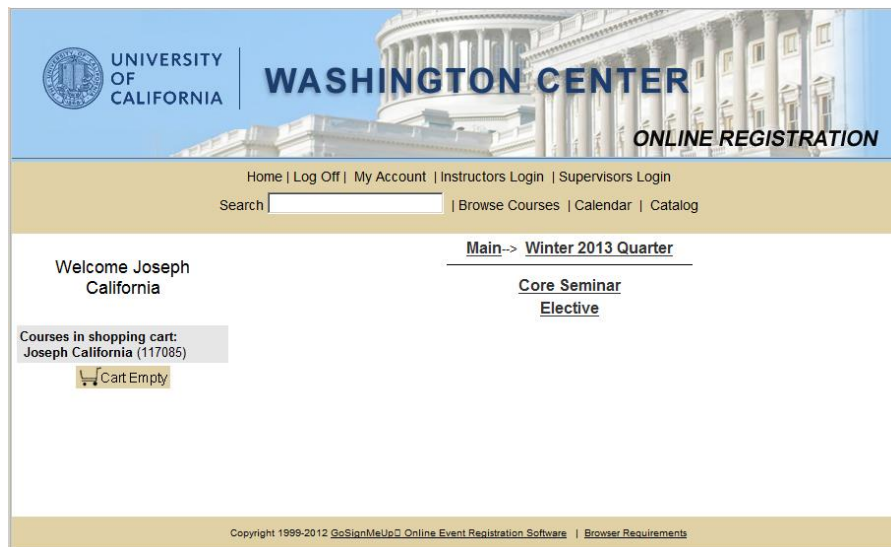 UNIVERSITY
OF
CALIFORNIA
WASHINGTON CENTER
ONLINE REGISTRATION
Home | Log Off | My Account | Instructors Login | Supervisors Login
Search | Browse Courses | Calendar | Catalog
Main--> Winter 2013 Quarter
Welcome Joseph
California
Core Seminar
Elective
Courses in shopping cart:
Joseph California (117085)
Cart Empty
Copyright 1999-2012 GoSignMeUp Online Event Registration Software | Browser Requirements